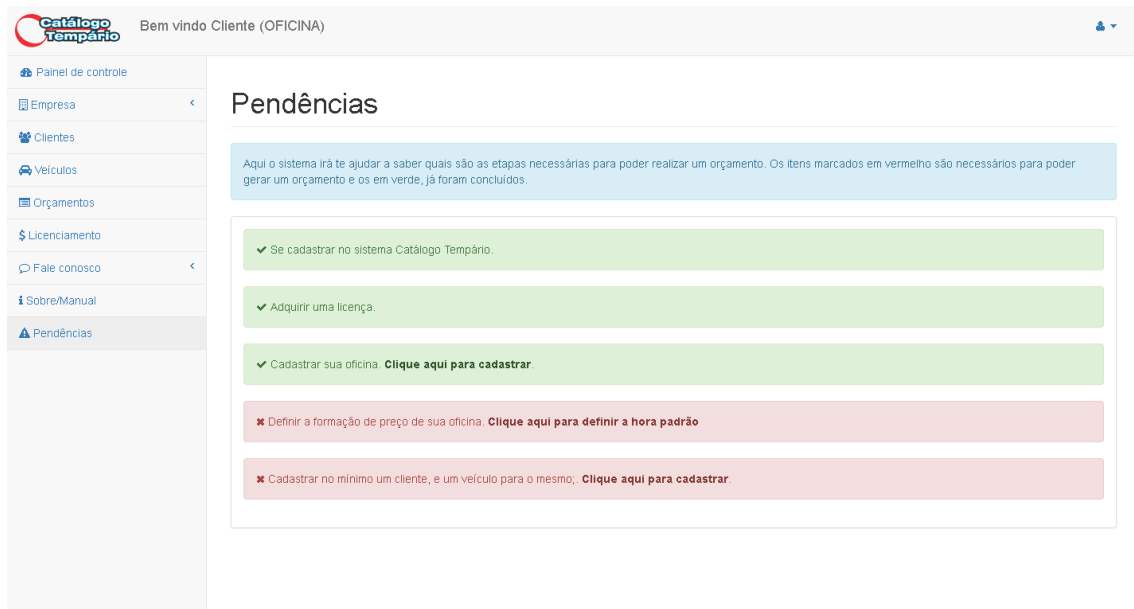 Catálogo
Tempário
Bem vindo Cliente (OFICINA)
Painel de controle
Empresa
Clientes
Veículos
Orçamentos
Licenciamento
Fale conosco
Sobre/Manual
Pendências
Pendências
Aqui o sistema irá te ajudar a saber quais são as etapas necessárias para poder realizar um orçamento. Os itens marcados em vermelho são necessários para poder
gerar um orçamento e os em verde, já foram concluídos.
Se cadastrar no sistema Catálogo Tempário.
Adquirir uma licença.
Cadastrar sua oficina. Clique aqui para cadastrar.
Definir a formação de preço de sua oficina. Clique aqui para definir a hora padrão
Cadastrar no mínimo um cliente, e um veículo para o mesmo;. Clique aqui para cadastrar.